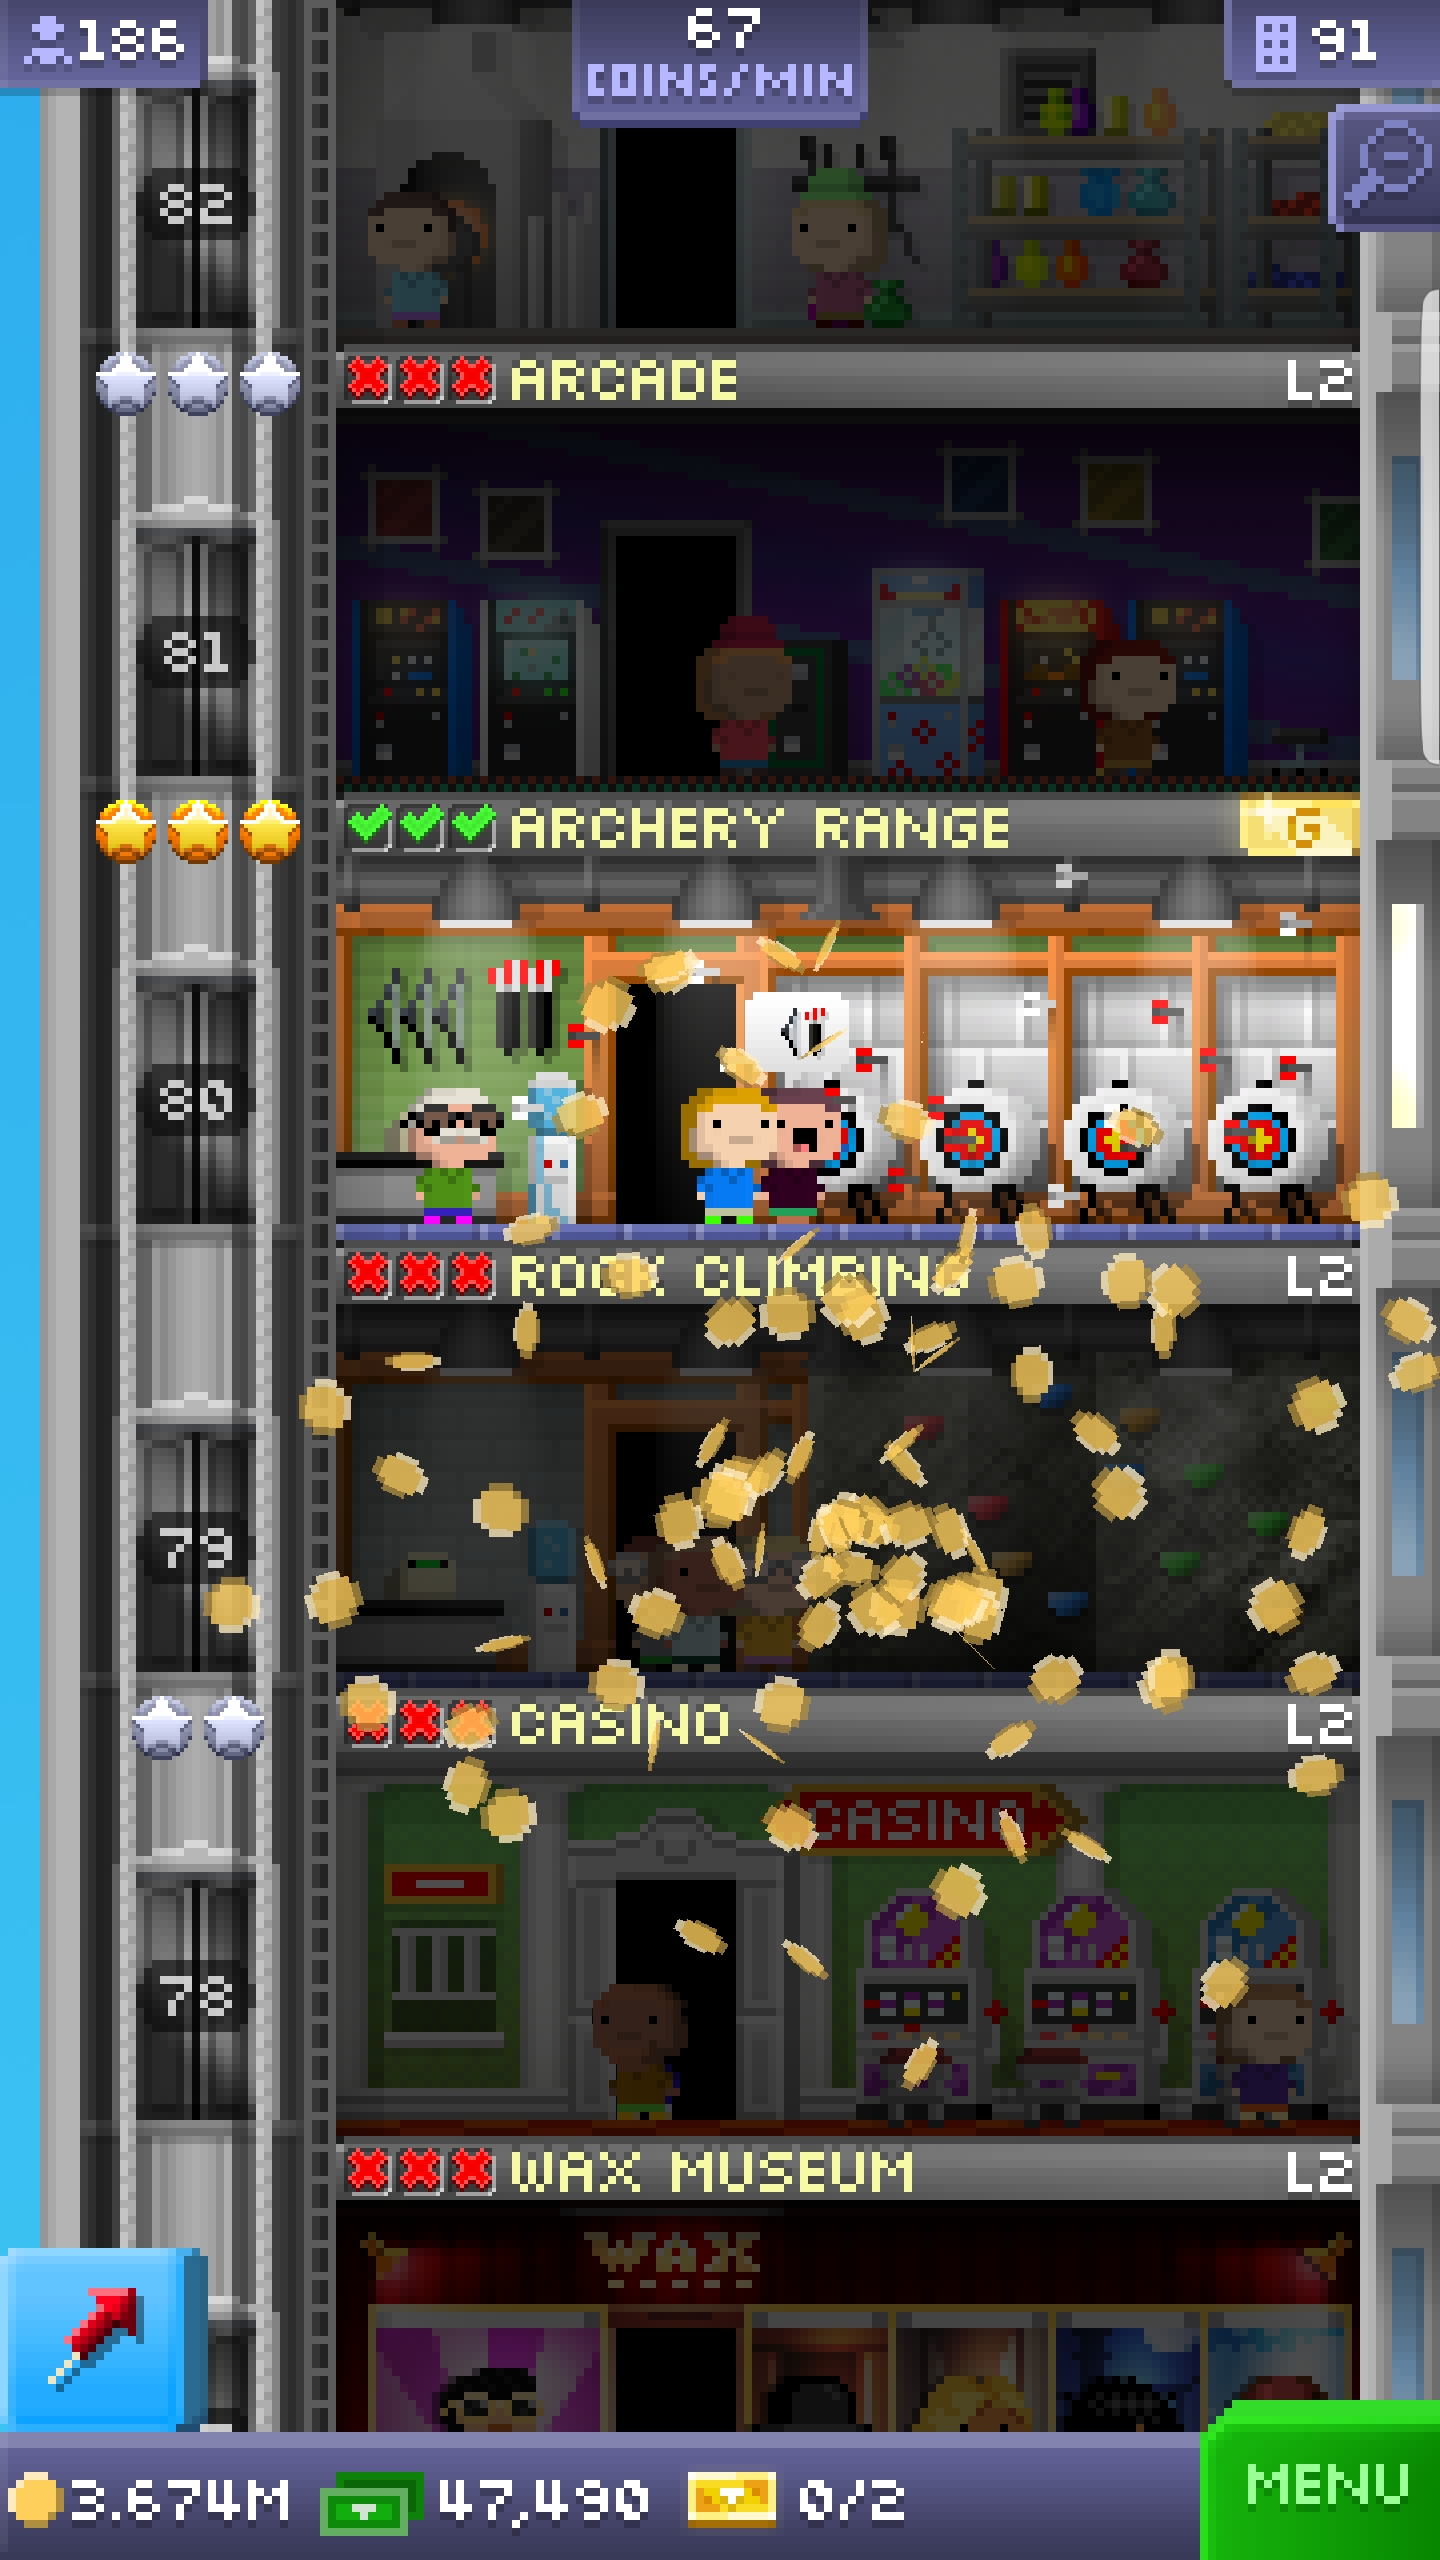 186
67
COINS/MIN
91
82
ARCADE L2
81
ARCHERY RANGE G
80
ROCK CLIMBING L2
79
CASINO L2
CASINO
78
WAX MUSEUM L2
WAX
3.674M 47,490 0/2
MENU